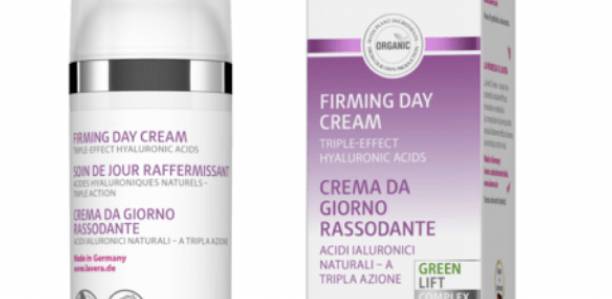 FIRMING DAY CREAM
TRIPLE-EFFECT HYALURONIC ACIDS
SOIN DE JOUR RAFFERMISSANT
ACIDES HYALURONIQUES NATURELS –
TRIPLE ACTION
CREMA DA GIORNO
RASSODANTE
ACIDI IALURONICI
NATURALI – A TRIPLA AZIONE
Made in Germany
www.lavera.de
ORGANIC
FIRMING DAY
CREAM
TRIPLE-EFFECT
HYALURONIC ACIDS
CREMA DA
GIORNO
RASSODANTE
ACIDI IALURONICI
NATURALI – A
TRIPLA AZIONE
GREEN
LIFT
COMPLEX